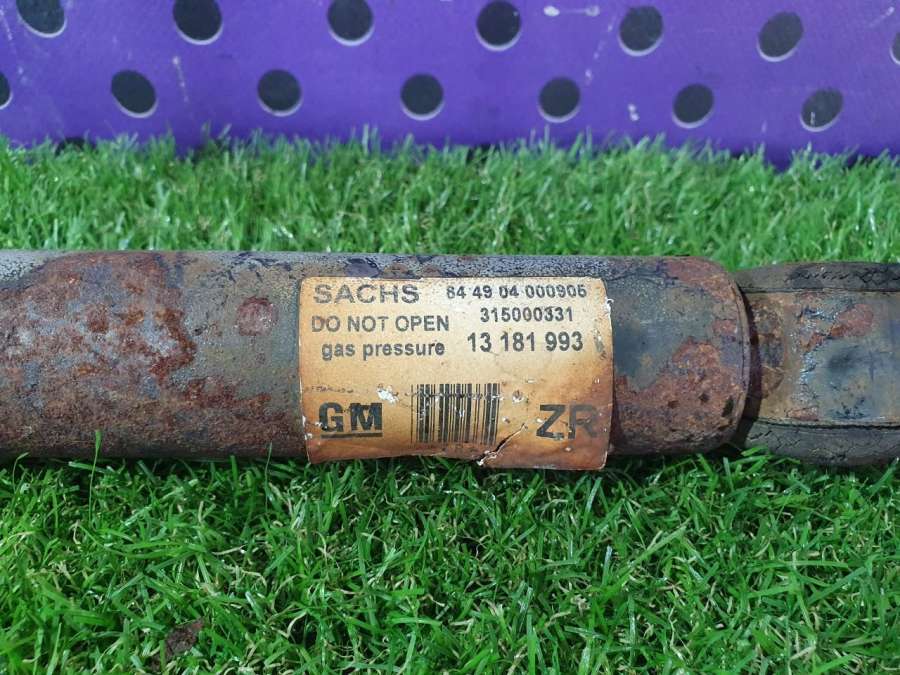 SACHS 84 49 04 000905
315000331
DO NOT OPEN
gas pressure 13 181 993
GM ZR